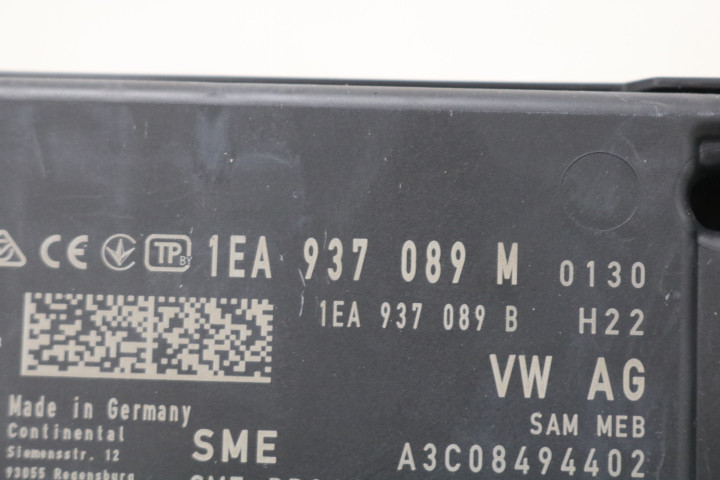 CE TP BY 1EA 937 089 M 0130
1EA 937 089 B H22
VW AG
SAM MEB
A3C08494402
Made in Germany
Continental
Siemensstr. 12
93055 Regensburg
SME